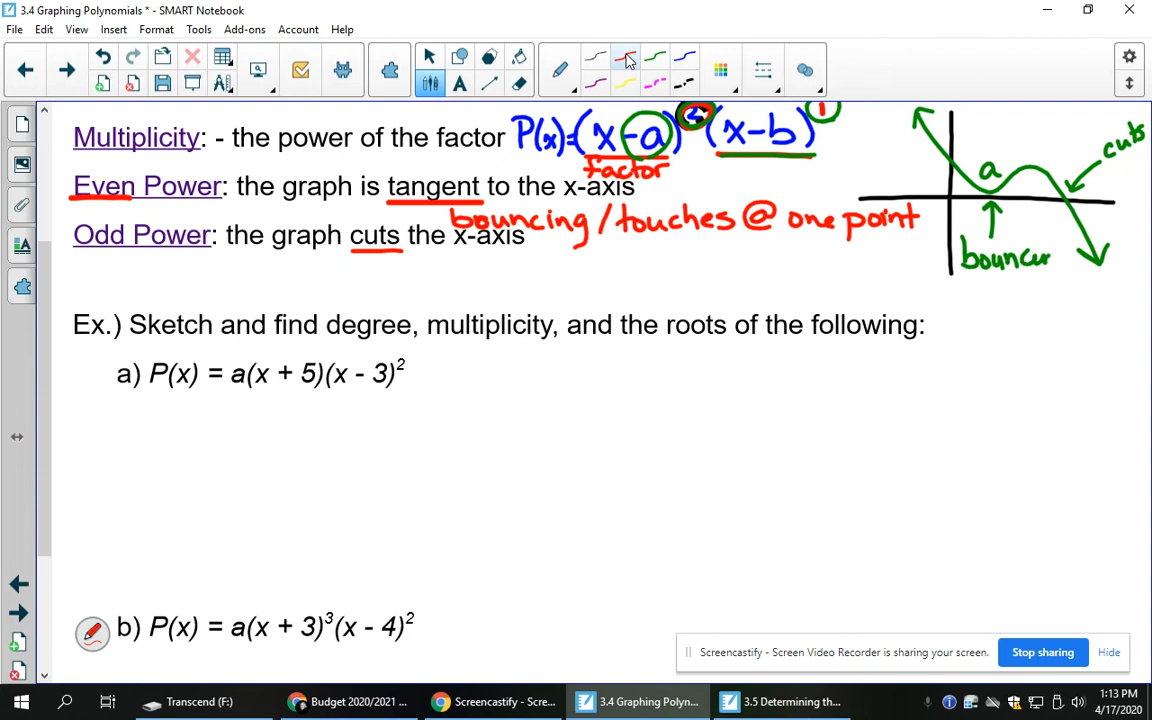 3.4 Graphing Polynomials * - SMART Notebook
File Edit View Insert Format Tools Add-ons Account Help
Multiplicity: - the power of the factor P(x)=(x-a)² (x-b)¹
factor
Even Power: the graph is tangent to the x-axis
bouncing/touches @ one point
Odd Power: the graph cuts the x-axis
a
cuts
bouncer
Ex.) Sketch and find degree, multiplicity, and the roots of the following:
a) P(x) = a(x + 5)(x - 3)²
b) P(x) = a(x + 3)³(x - 4)²
Screencastify - Screen Video Recorder is sharing your screen. Stop sharing Hide
Transcend (F:) Budget 2020/2021 ... Screencastify - Scre... 3.4 Graphing Polyno... 3.5 Determining th...
1:13 PM
4/17/2020